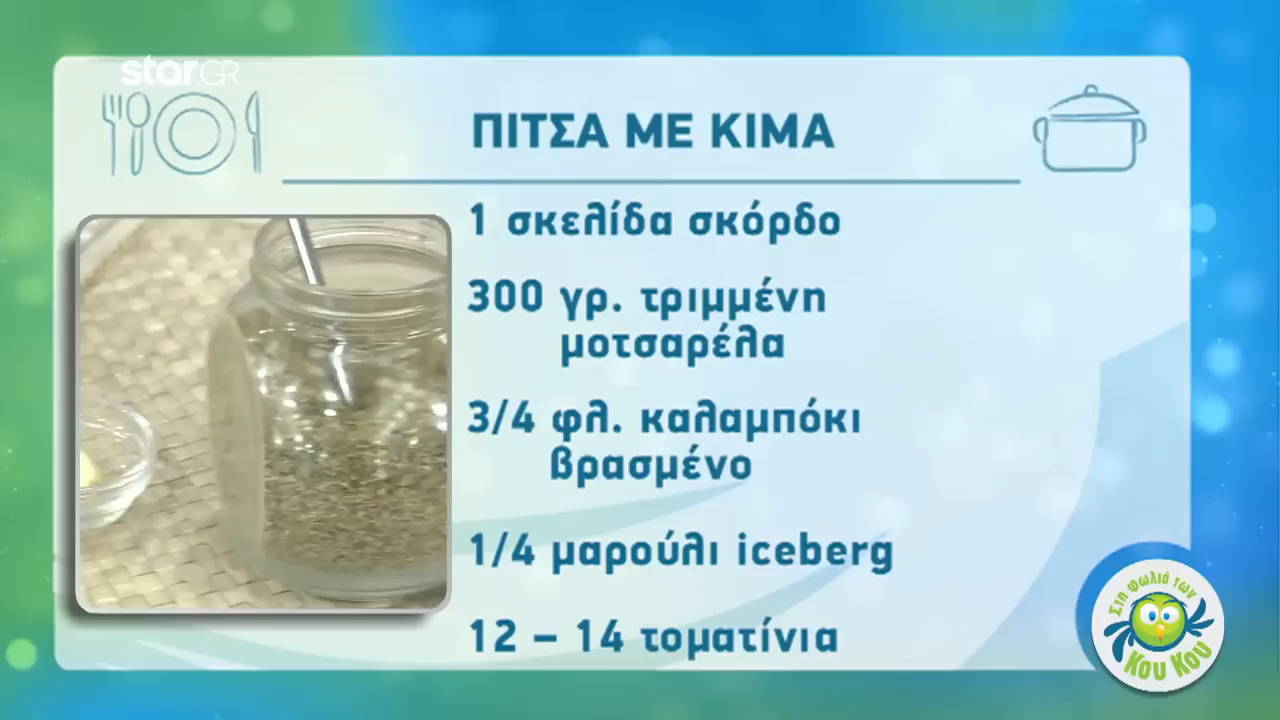 starGR
ΠΙΤΣΑ ΜΕ ΚΙΜΑ
1 σκελίδα σκόρδο
300 γρ. τριμμένη
μοτσαρέλα
3/4 φλ. καλαμπόκι
βρασμένο
1/4 μαρούλι iceberg
12 – 14 τοματίνια
Στη φωλιά των
Κου Κου